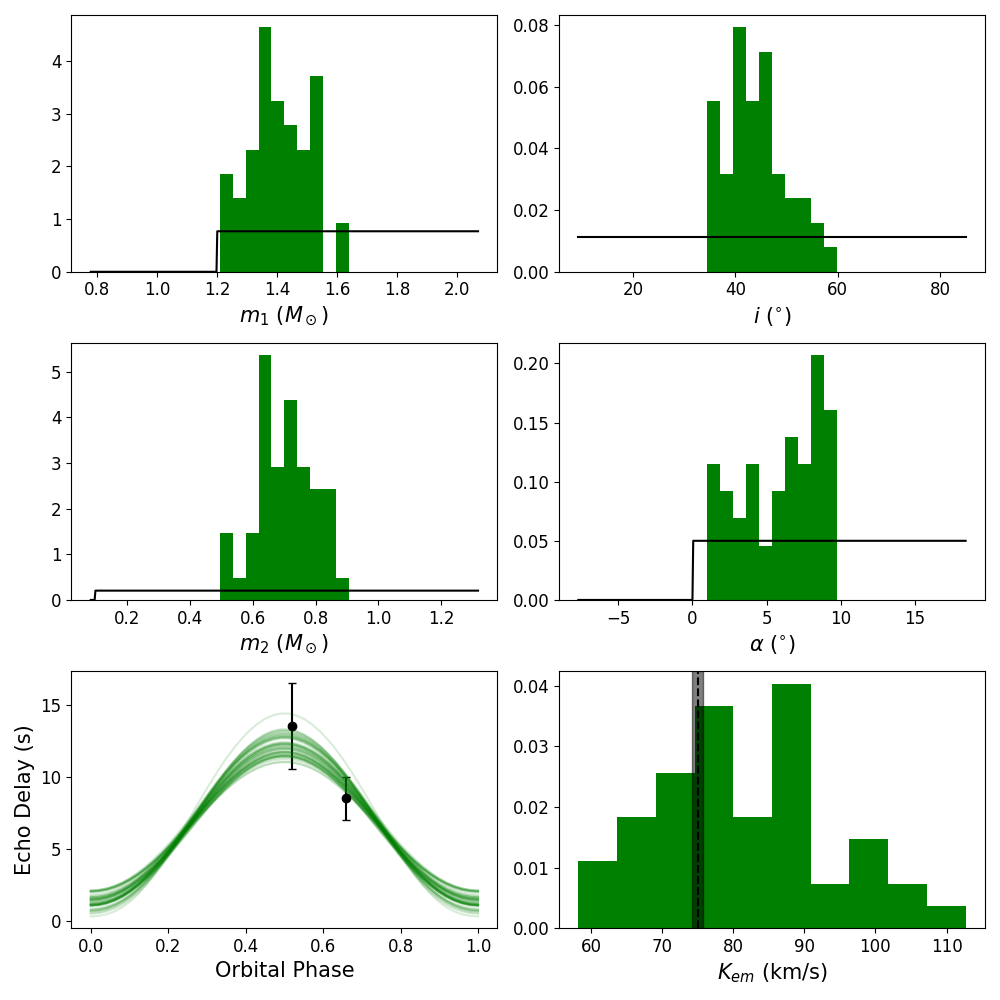 4
3
2
1
0
0.8 1.0 1.2 1.4 1.6 1.8 2.0
m₁ (M⊙)
0.08
0.06
0.04
0.02
0.00
20 40 60 80
i (°)
5
4
3
2
1
0
0.2 0.4 0.6 0.8 1.0 1.2
m₂ (M⊙)
0.20
0.15
0.10
0.05
0.00
−5 0 5 10 15
α (°)
Echo Delay (s)
15
10
5
0
0.0 0.2 0.4 0.6 0.8 1.0
Orbital Phase
0.04
0.03
0.02
0.01
0.00
60 70 80 90 100 110
Kₑₘ (km/s)